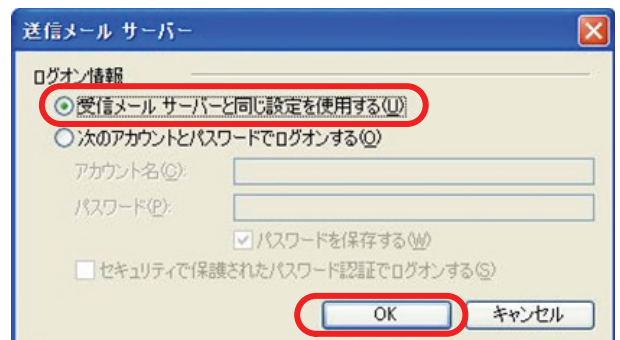 送信メール サーバー
ログオン情報
受信メール サーバーと同じ設定を使用する(U)
次のアカウントとパスワードでログオンする(O)
アカウント名(C):
パスワード(P):
パスワードを保存する(W)
セキュリティで保護されたパスワード認証でログオンする(S)
OK キャンセル